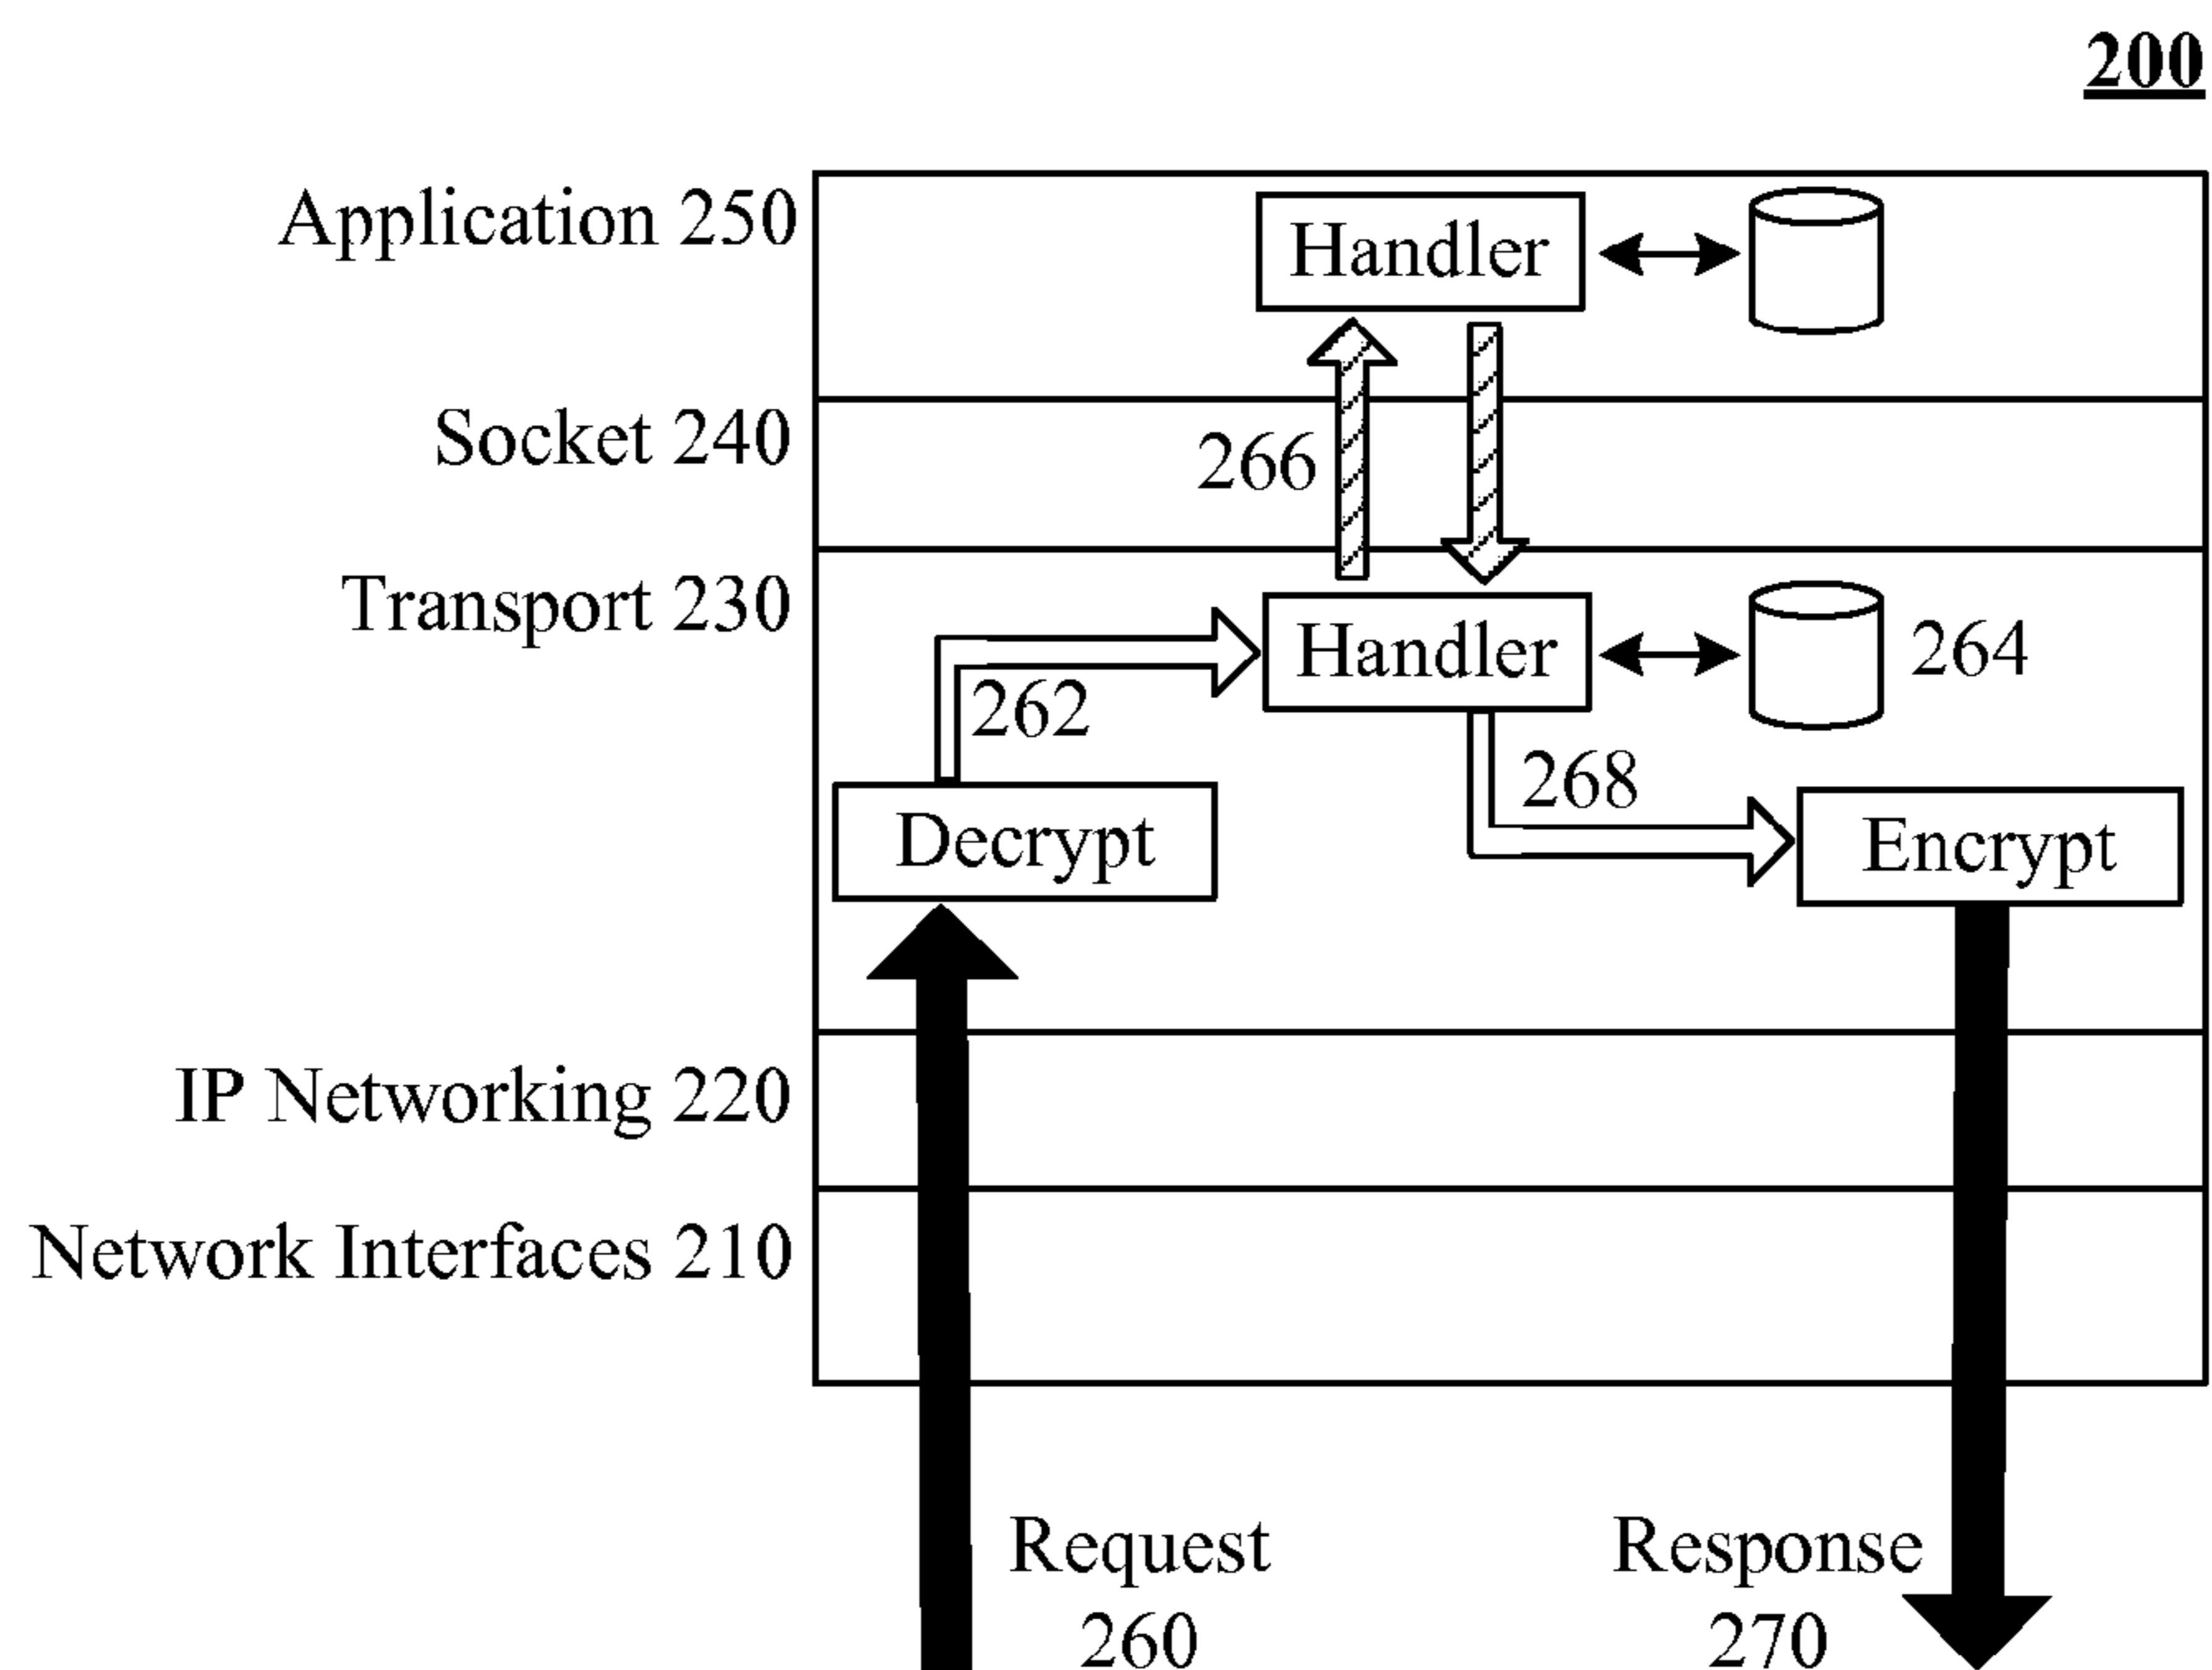 200
Application 250
Handler
Socket 240
266
Transport 230
Handler
264
262
268
Decrypt
Encrypt
IP Networking 220
Network Interfaces 210
Request
260
Response
270